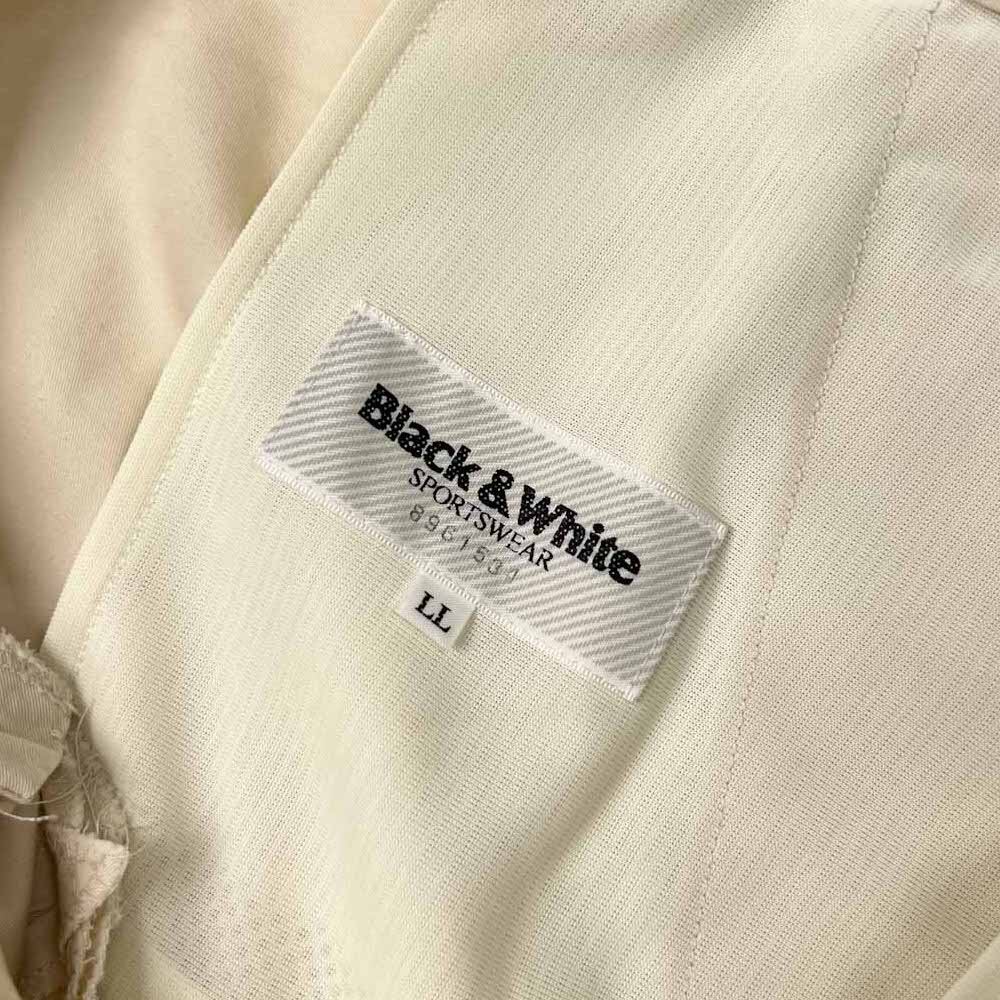 Black & White
SPORTSWEAR
8961531
LL